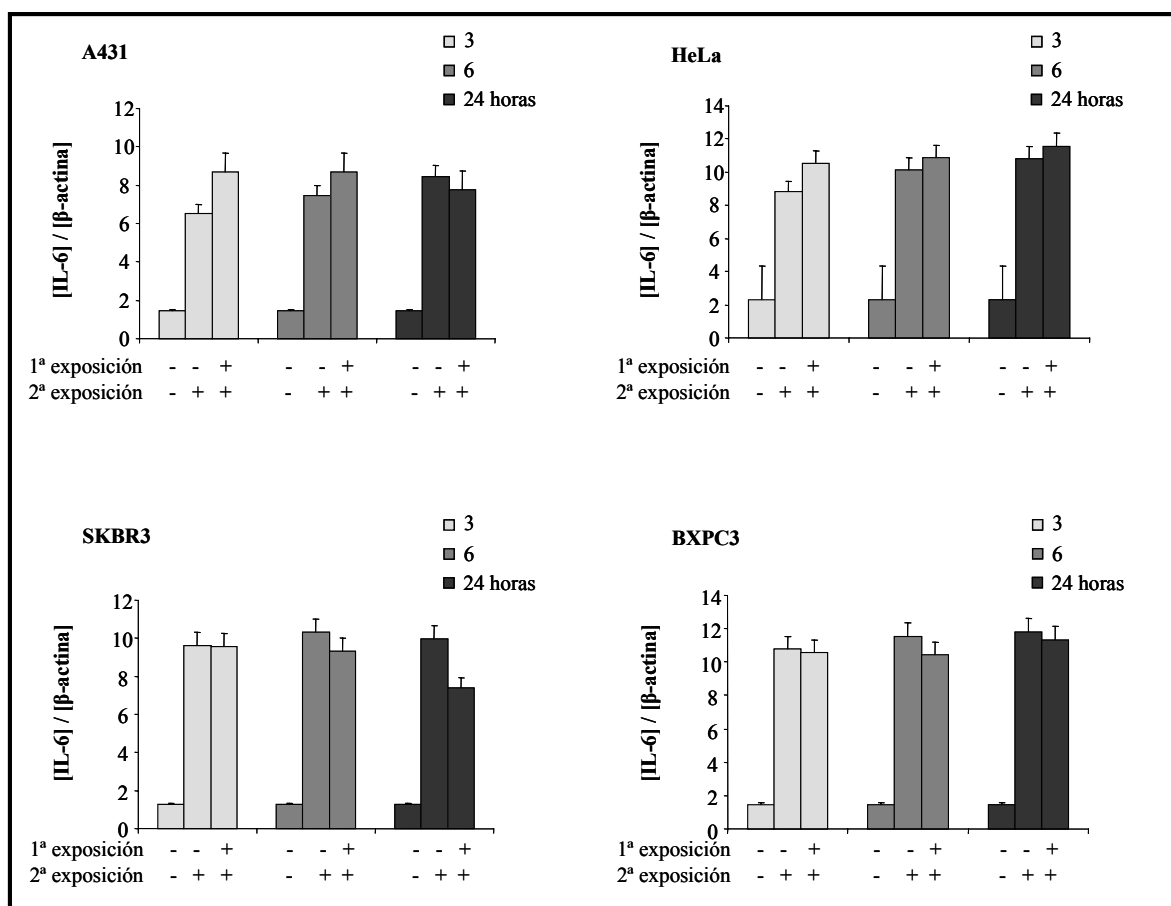 A431
3
6
24 horas
12
10
8
6
4
2
0
[IL-6] / [β-actina]
1ª exposición - - + - - + - - +
2ª exposición - + + - + + - + +
HeLa
3
6
24 horas
14
12
10
8
6
4
2
0
[IL-6] / [β-actina]
1ª exposición - - + - - + - - +
2ª exposición - + + - + + - + +
SKBR3
3
6
24 horas
12
10
8
6
4
2
0
[IL-6] / [β-actina]
1ª exposición - - + - - + - - +
2ª exposición - + + - + + - + +
BXPC3
3
6
24 horas
14
12
10
8
6
4
2
0
[IL-6] / [β-actina]
1ª exposición - - + - - + - - +
2ª exposición - + + - + + - + +